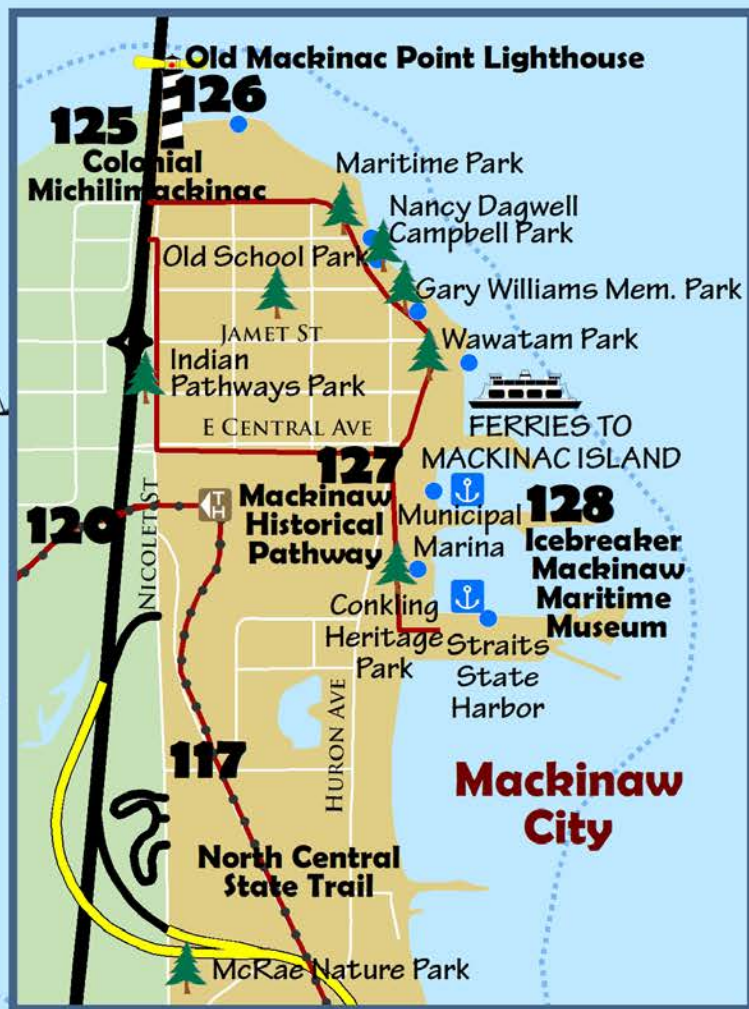 Old Mackinac Point Lighthouse
126
125
Colonial
Michilimackinac
Maritime Park
Nancy Dagwell
Campbell Park
Old School Park
Gary Williams Mem. Park
JAMET ST
Wawatam Park
Indian
Pathways Park
E CENTRAL AVE
FERRIES TO
MACKINAC ISLAND
127
Mackinaw
Historical
Pathway
TH
120
NICOLET ST
Municipal
Marina
128
Icebreaker
Mackinaw
Maritime
Museum
Conkling
Heritage
Park
Straits
State
Harbor
HURON AVE
117
Mackinaw
City
North Central
State Trail
McRae Nature Park